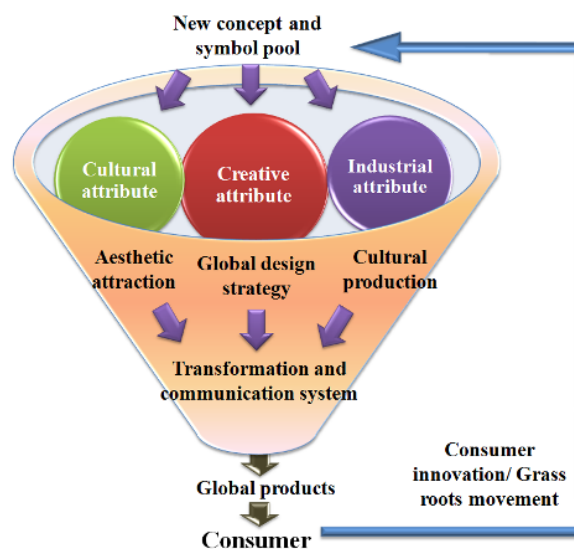 New concept and
symbol pool
Cultural
attribute
Creative
attribute
Industrial
attribute
Aesthetic
attraction
Global design
strategy
Cultural
production
Transformation and
communication system
Global products
Consumer
Consumer
innovation/ Grass
roots movement